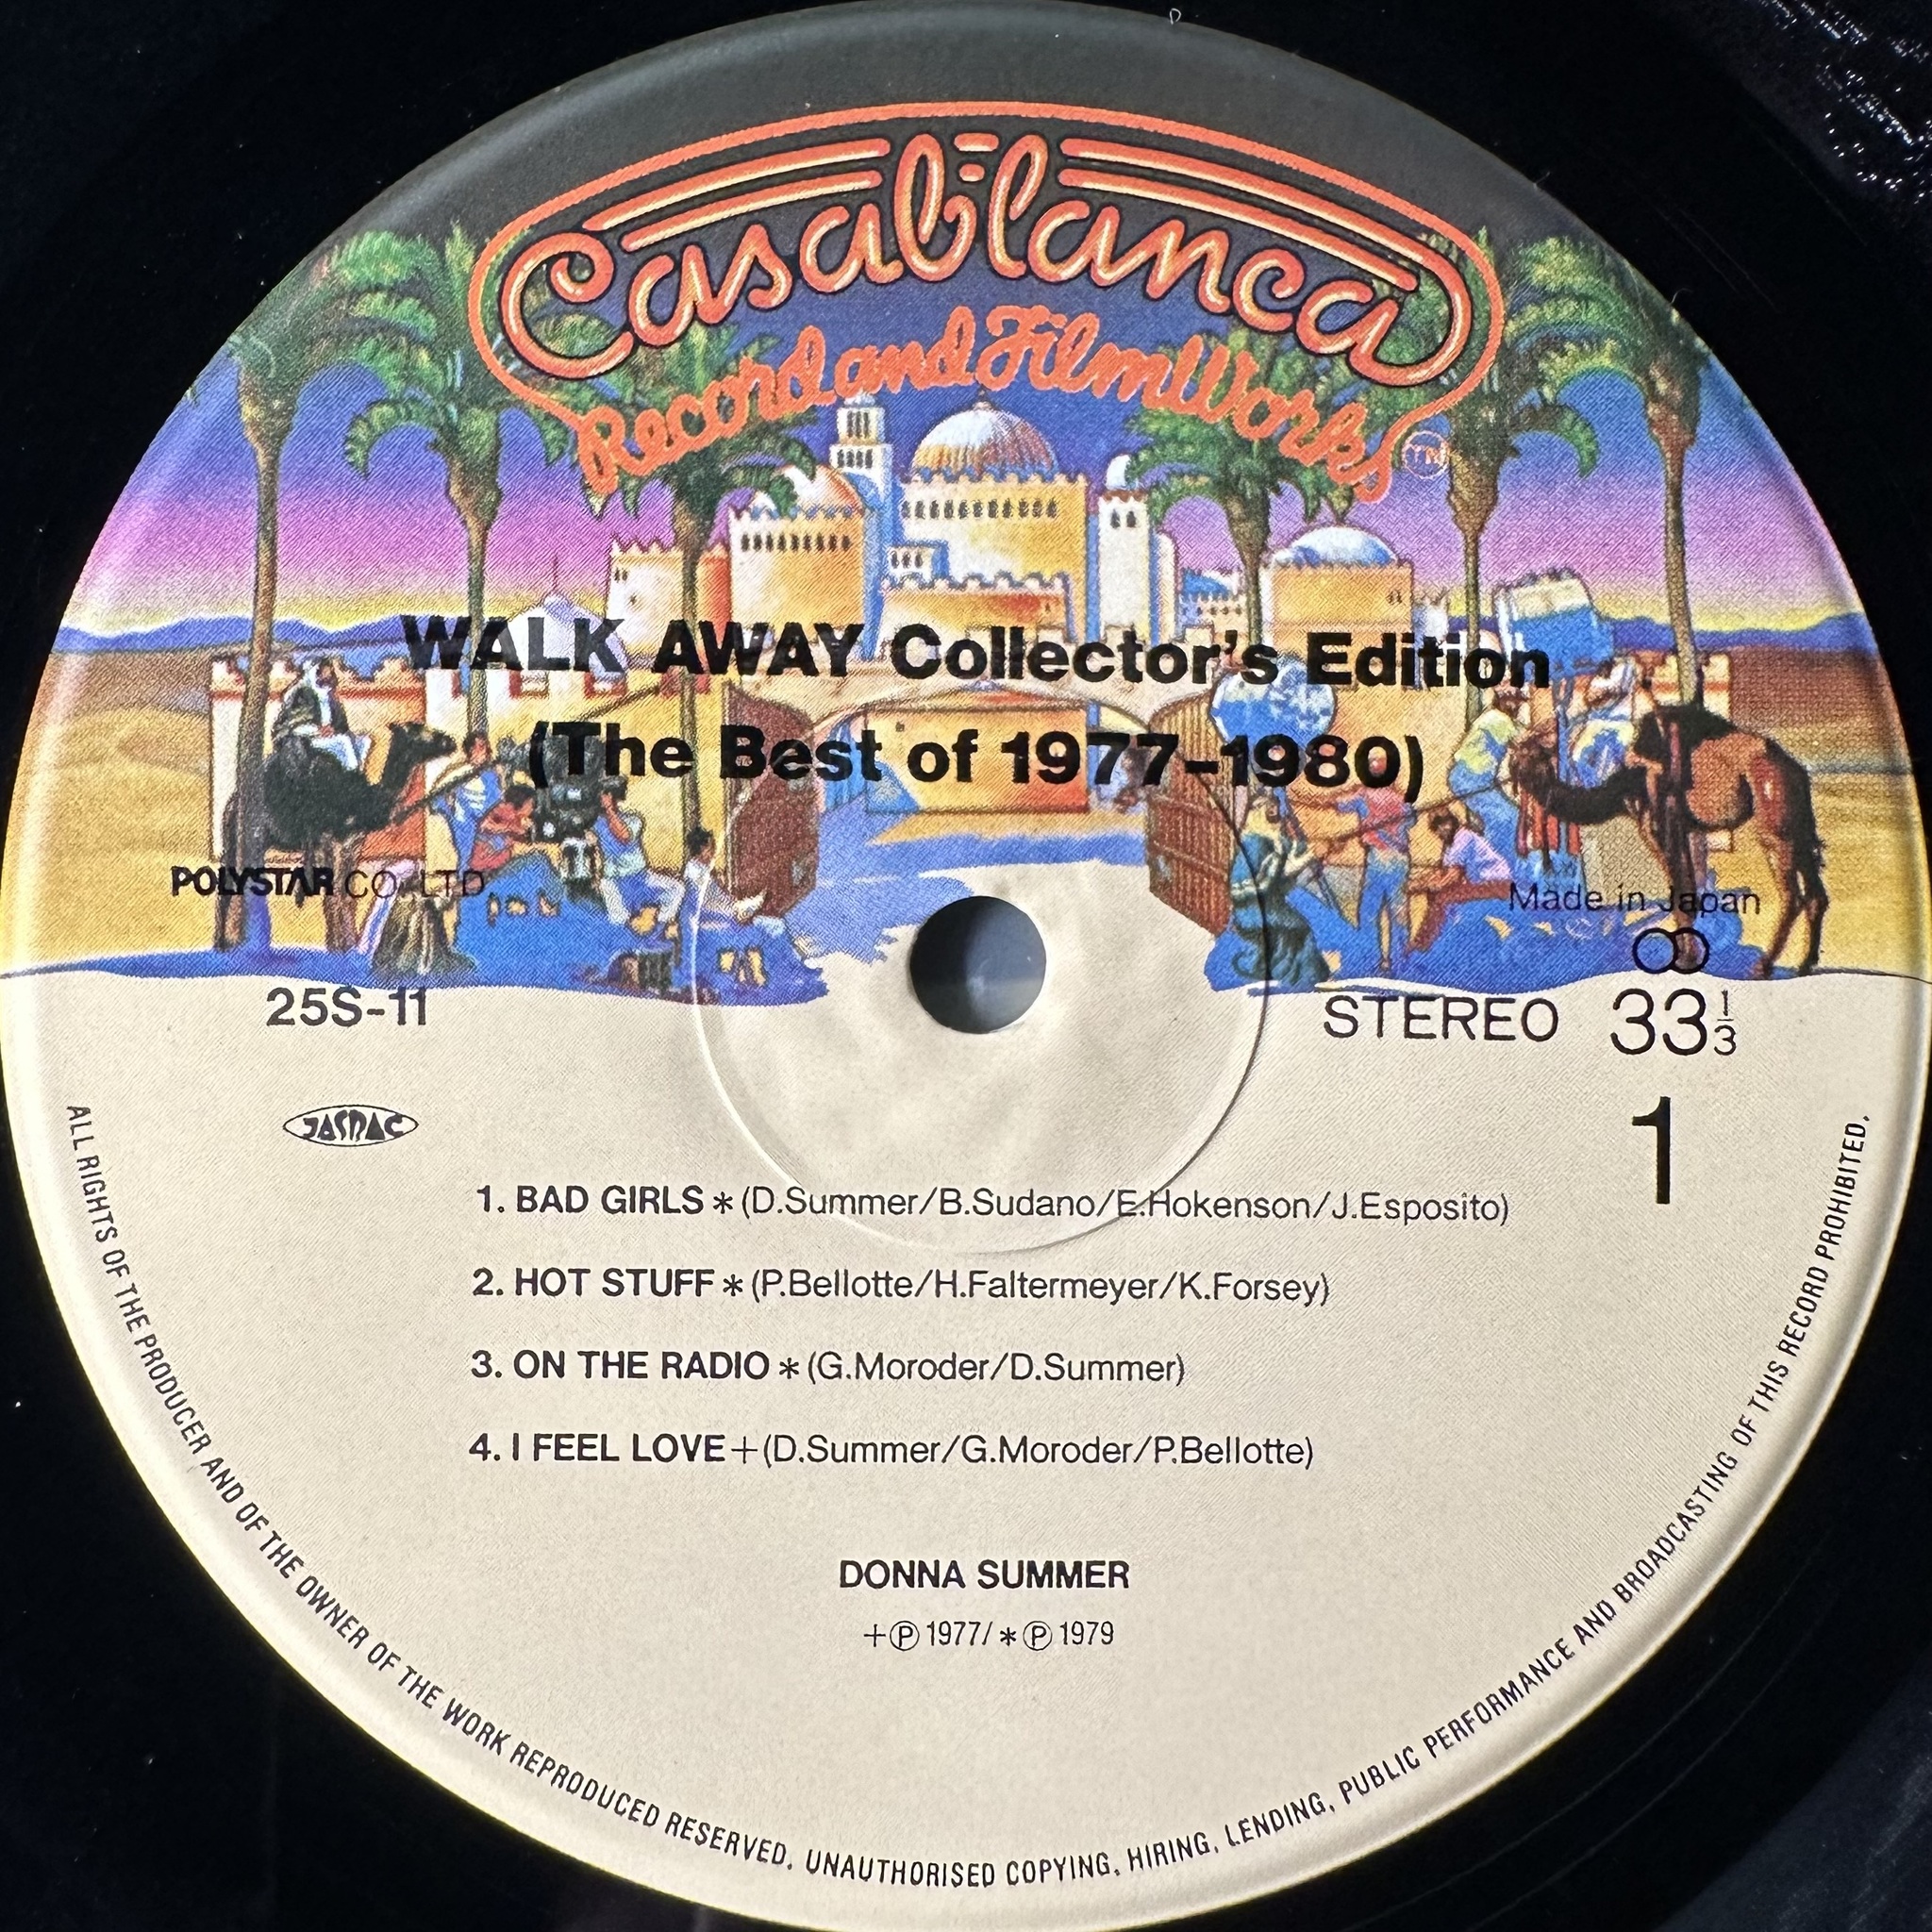 Casablanca
Record and FilmWorks TM
WALK AWAY Collector's Edition
(The Best of 1977-1980)
POLYSTAR CO.,LTD.
Made in Japan
25S-11
STEREO 33 1/3
JASRAC
1
1. BAD GIRLS * (D.Summer/B.Sudano/E.Hokenson/J.Esposito)
2. HOT STUFF * (P.Bellotte/H.Faltermeyer/K.Forsey)
3. ON THE RADIO * (G.Moroder/D.Summer)
4. I FEEL LOVE+(D.Summer/G.Moroder/P.Bellotte)
DONNA SUMMER
+Ⓟ1977/*Ⓟ1979
ALL RIGHTS OF THE PRODUCER AND OF THE OWNER OF THE WORK REPRODUCED RESERVED. UNAUTHORISED COPYING, HIRING, LENDING, PUBLIC PERFORMANCE AND BROADCASTING OF THIS RECORD PROHIBITED.